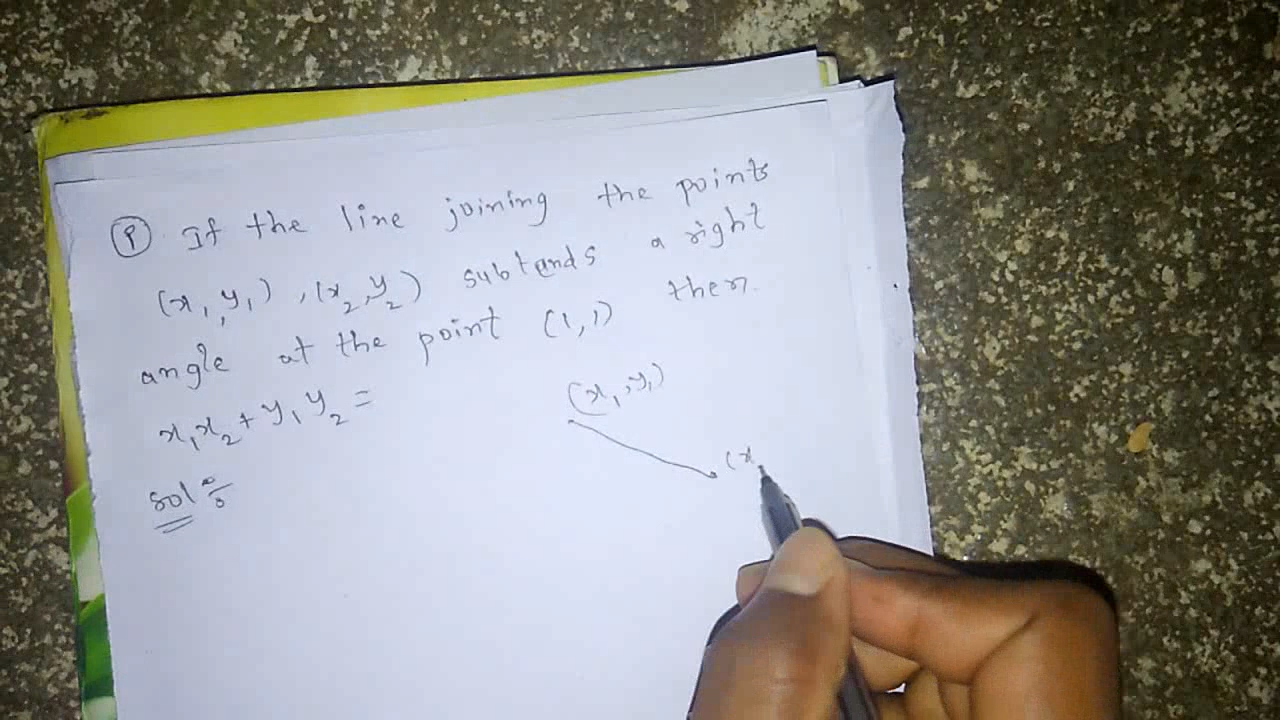 (P) If the line joining the points
(x₁, y₁), (x₂, y₂) subtends a right
angle at the point (1,1) then.
x₁x₂ + y₁y₂ =
(x₁, y₁)
(x
Sol: